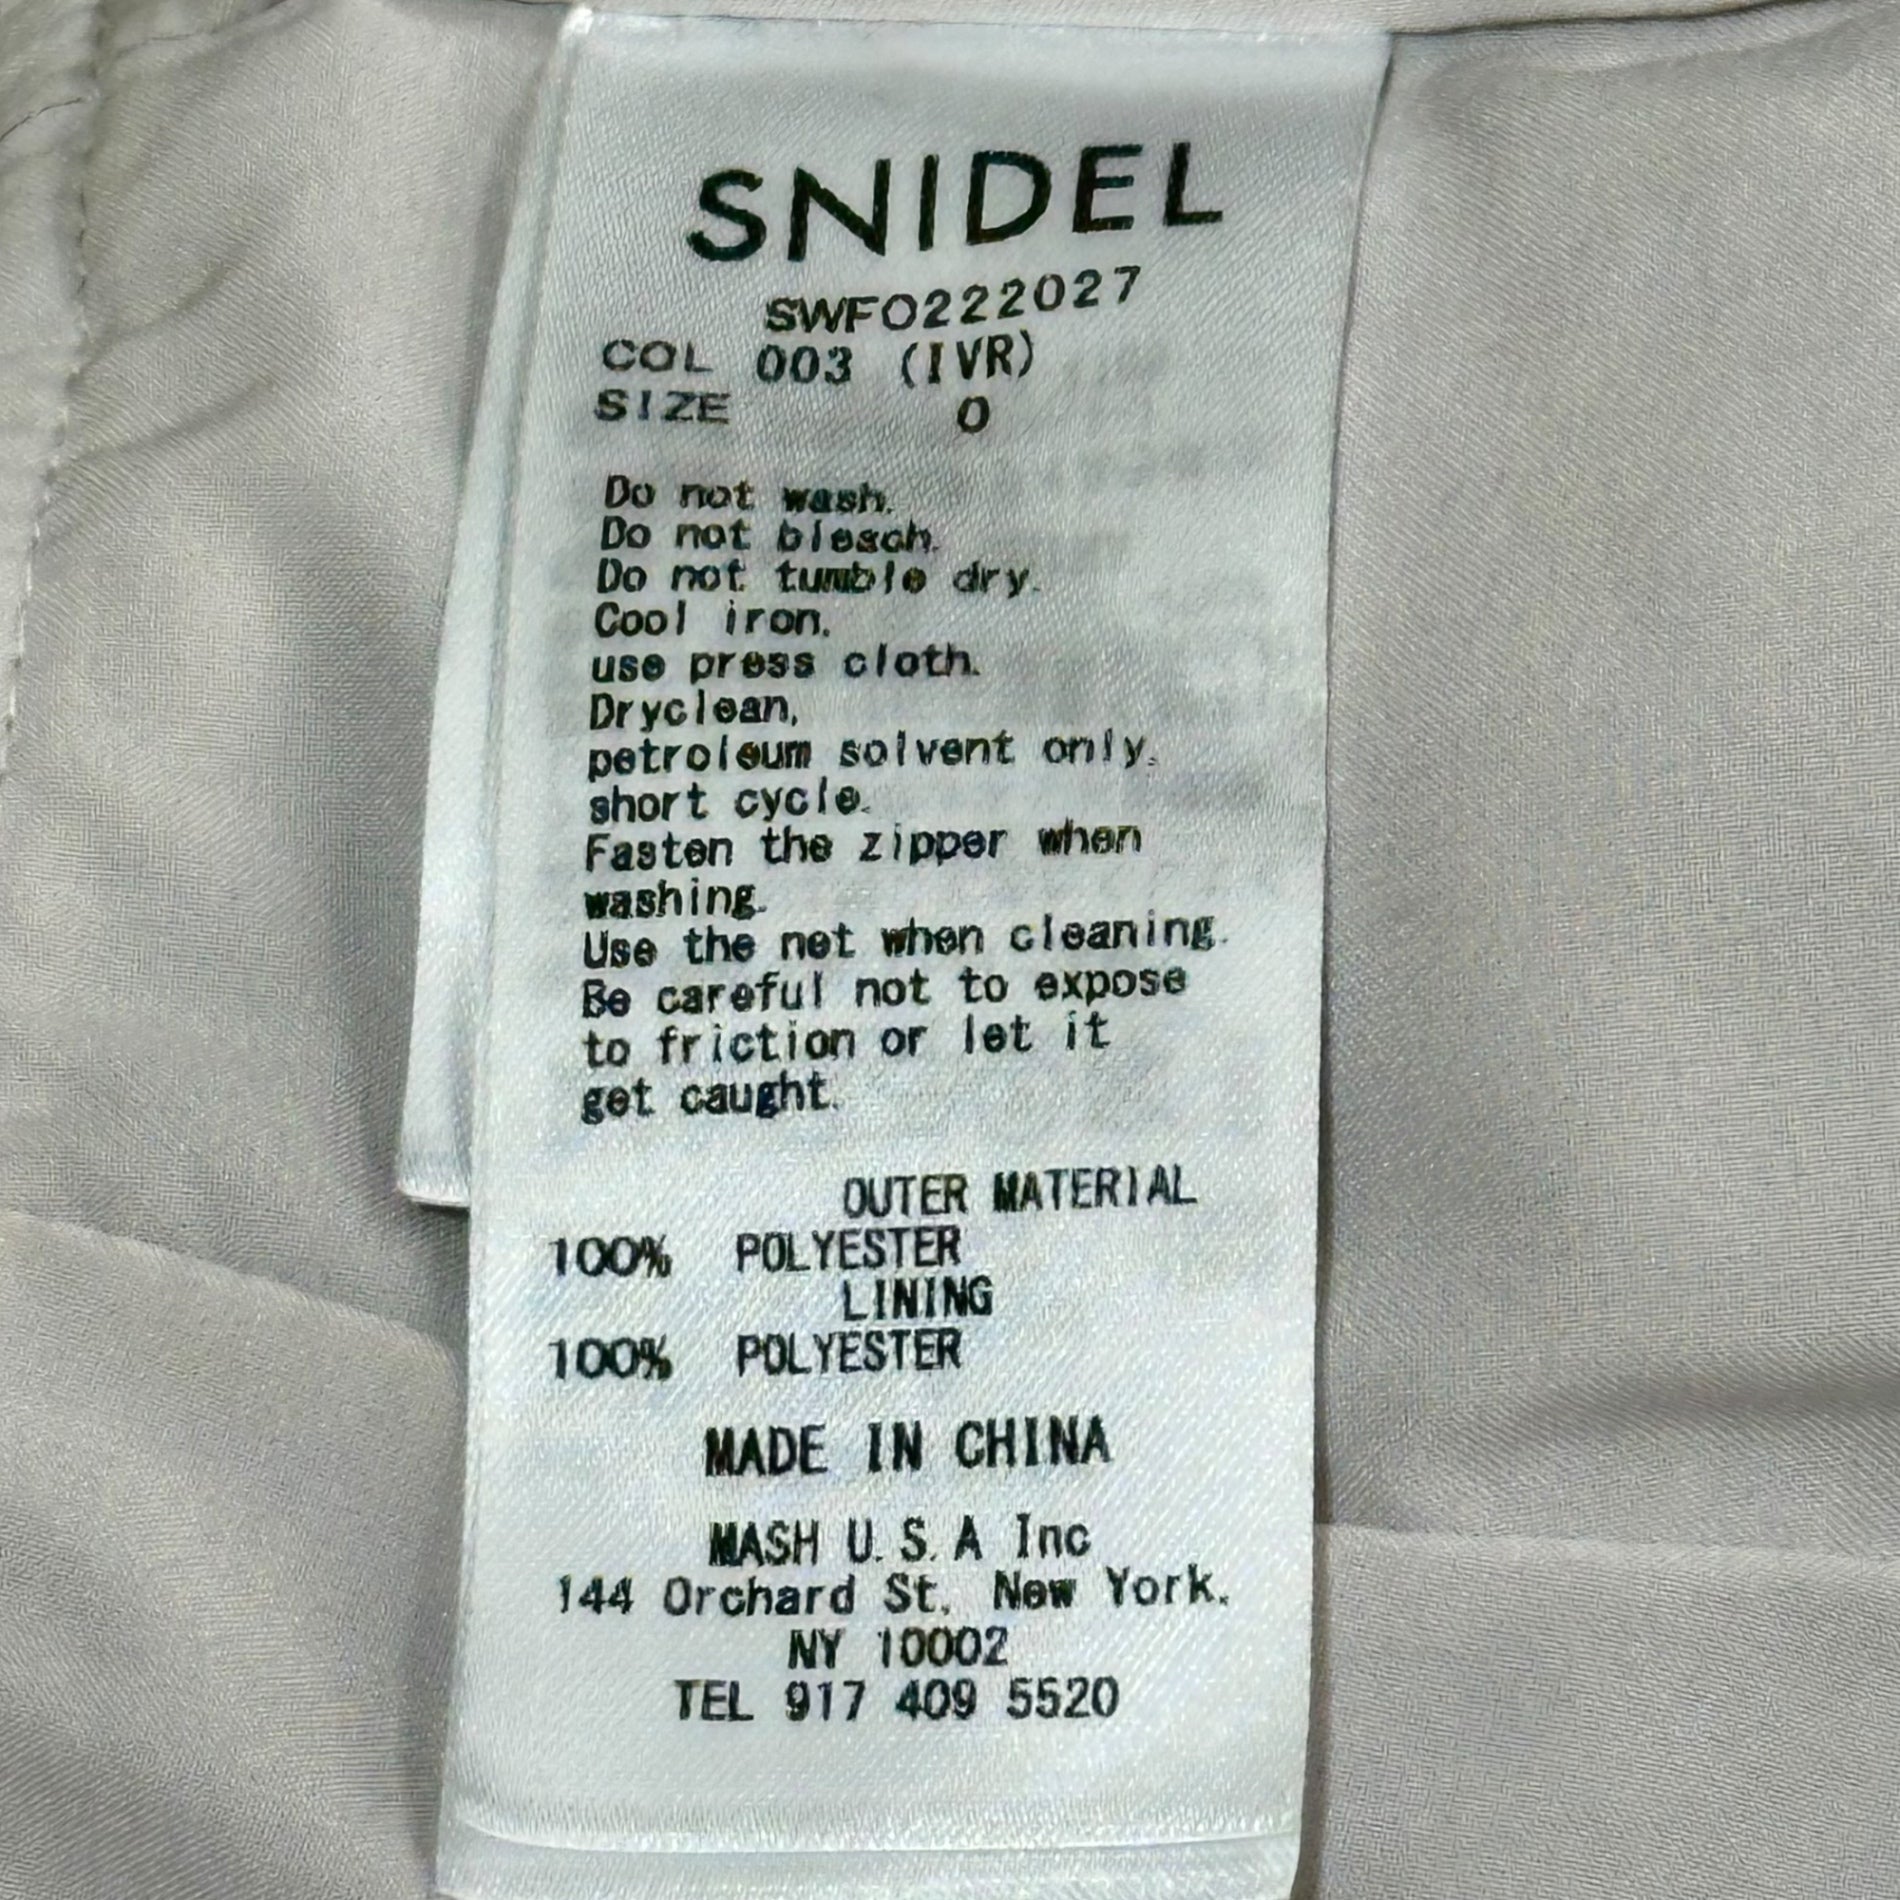 SNIDEL
SWFO222027
COL 003 (IVR)
SIZE 0
Do not wash.
Do not bleach.
Do not tumble dry.
Cool iron.
use press cloth.
Dryclean,
petroleum solvent only.
short cycle.
Fasten the zipper when
washing.
Use the net when cleaning.
Be careful not to expose
to friction or let it
get caught.
OUTER MATERIAL
100% POLYESTER
LINING
100% POLYESTER
MADE IN CHINA
MASH U.S.A Inc
144 Orchard St. New York.
NY 10002
TEL 917 409 5520